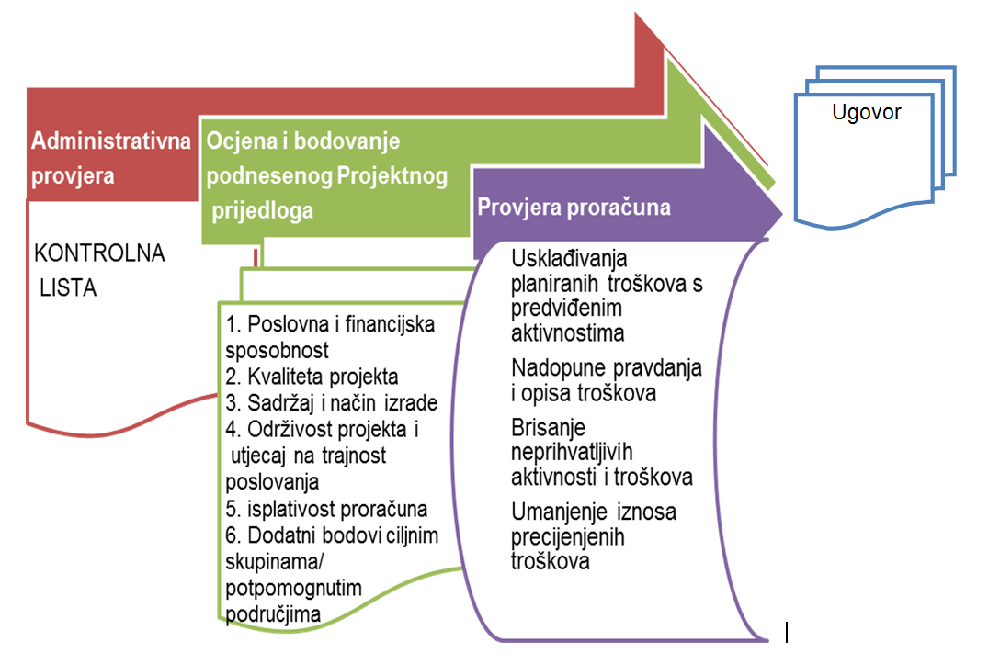 Administrativna
provjera
KONTROLNA
LISTA
Ocjena i bodovanje
podnesenog Projektnog
prijedloga
1. Poslovna i financijska
sposobnost
2. Kvaliteta projekta
3. Sadržaj i način izrade
4. Održivost projekta i
utjecaj na trajnost
poslovanja
5. isplativost proračuna
6. Dodatni bodovi ciljnim
skupinama/
potpomognutim
područjima
Provjera proračuna
Usklađivanja
planiranih troškova s
predviđenim
aktivnostima
Nadopune pravdanja
i opisa troškova
Brisanje
neprihvatljivih
aktivnosti i troškova
Umanjenje iznosa
precijenjenih
troškova
Ugovor